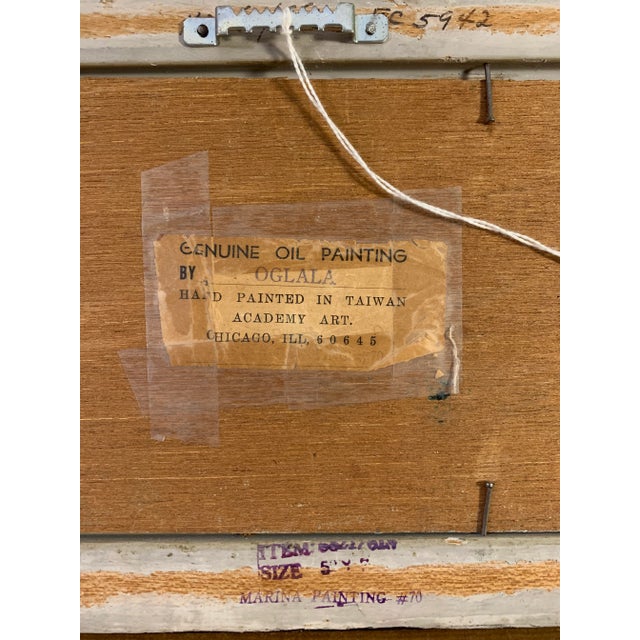 EC 5942
GENUINE OIL PAINTING
BY OGLALA
HAND PAINTED IN TAIWAN
ACADEMY ART.
CHICAGO, ILL, 60645
ITEM
SIZE
MARINA PAINTING #70